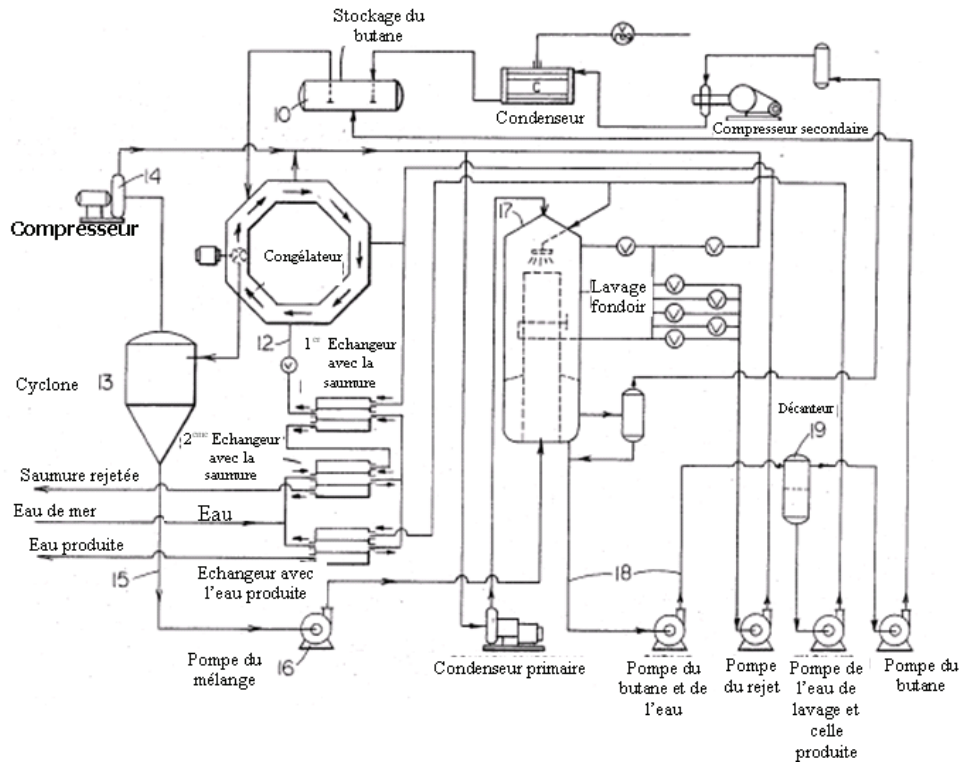 Stockage du
butane
10
C
Condenseur
Compresseur secondaire
14
Compresseur
17
Congélateur
Lavage
fondoir
12
1er Echangeur
avec la
saumure
Cyclone
13
Décanteur
19
2eme Echangeur
avec la
saumure
Saumure rejetée
Eau de mer
Eau
Eau produite
15
Echangeur avec
l'eau produite
18
16
Pompe du
mélange
Condenseur primaire
Pompe du
butane et de
l'eau
Pompe
du rejet
Pompe de
l'eau de
lavage et
celle
produite
Pompe du
butane